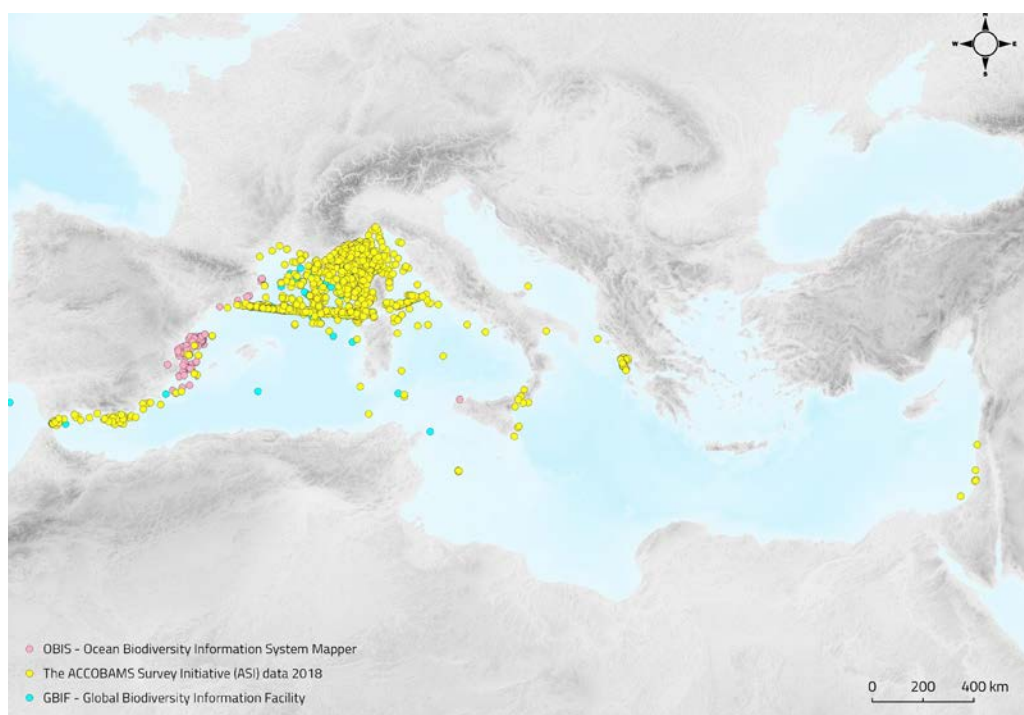 N
W E
S
OBIS - Ocean Biodiversity Information System Mapper
The ACCOBAMS Survey Initiative (ASI) data 2018
GBIF - Global Biodiversity Information Facility
0 200 400 km